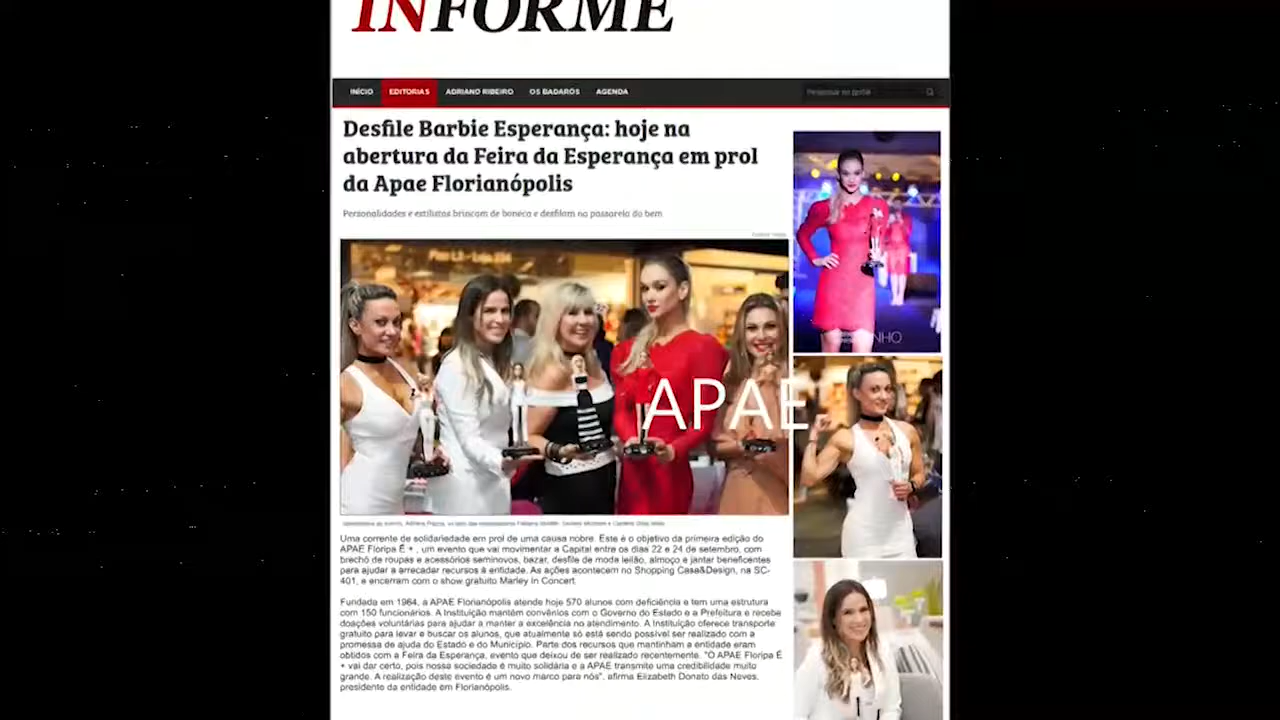 INFORME
INÍCIO EDITORIAS ADRIANO RIBEIRO OS BADARÓS AGENDA Pesquisar no portal
Desfile Barbie Esperança: hoje na
abertura da Feira da Esperança em prol
da Apae Florianópolis
Personalidades e estilistas brincam de boneca e desfilam na passarela do bem
APAE
Uma corrente de solidariedade em prol de uma causa nobre. Este é o objetivo da primeira edição do
APAE Floripa É + , um evento que vai movimentar a Capital entre os dias 22 e 24 de setembro, com
brechó de roupas e acessórios seminovos, bazar, desfile de moda leilão, almoço e jantar beneficentes
para ajudar a arrecadar recursos à entidade. As ações acontecem no Shopping Casa&Design, na SC-
401, e encerram com o show gratuito Marley In Concert.
Fundada em 1964, a APAE Florianópolis atende hoje 570 alunos com deficiência e tem uma estrutura
com 150 funcionários. A Instituição mantém convênios com o Governo do Estado e a Prefeitura e recebe
doações voluntárias para ajudar a manter a excelência no atendimento. A Instituição oferece transporte
gratuito para levar e buscar os alunos, que atualmente só está sendo possível ser realizado com a
promessa de ajuda do Estado e do Município. Parte dos recursos que mantinham a entidade eram
obtidos com a Feira da Esperança, evento que deixou de ser realizado recentemente. "O APAE Floripa É
+ vai dar certo, pois nossa sociedade é muito solidária e a APAE transmite uma credibilidade muito
grande. A realização deste evento é um novo marco para nós", afirma Elizabeth Donato das Neves,
presidente da entidade em Florianópolis.